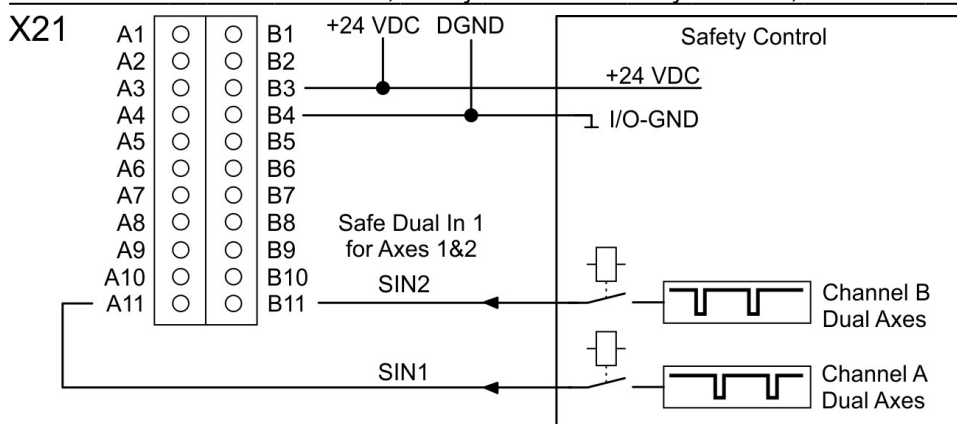 X21
+24 VDC DGND
Safety Control
A1 B1
A2 B2
A3 B3
+24 VDC
A4 B4
I/O-GND
A5 B5
A6 B6
A7 B7
A8 B8
Safe Dual In 1
A9 B9
for Axes 1&2
A10 B10
SIN2
A11 B11
Channel B
Dual Axes
SIN1
Channel A
Dual Axes